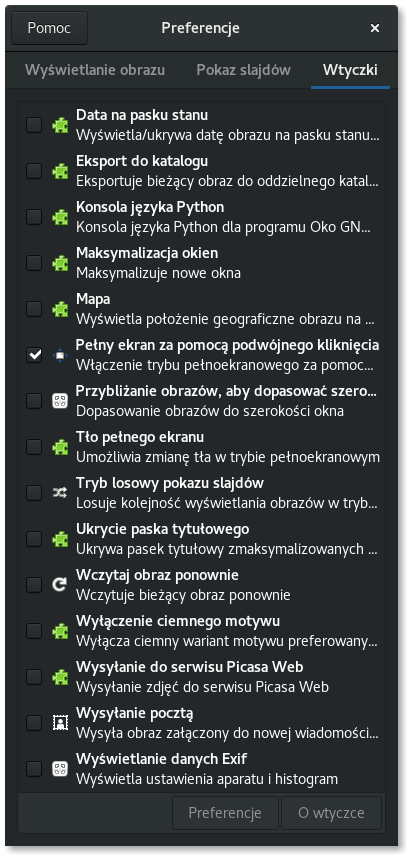 Pomoc
Preferencje
×
Wyświetlanie obrazu
Pokaz slajdów
Wtyczki
Data na pasku stanu
Wyświetla/ukrywa datę obrazu na pasku stanu...
Eksport do katalogu
Eksportuje bieżący obraz do oddzielnego katal...
Konsola języka Python
Konsola języka Python dla programu Oko GN...
Maksymalizacja okien
Maksymalizuje nowe okna
Mapa
Wyświetla położenie geograficzne obrazu na ...
Pełny ekran za pomocą podwójnego kliknięcia
Włączenie trybu pełnoekranowego za pomoc...
Przybliżanie obrazów, aby dopasować szero...
Dopasowanie obrazów do szerokości okna
Tło pełnego ekranu
Umożliwia zmianę tła w trybie pełnoekranowym
Tryb losowy pokazu slajdów
Losuje kolejność wyświetlania obrazów w tryb...
Ukrycie paska tytułowego
Ukrywa pasek tytułowy zmaksymalizowanych ...
Wczytaj obraz ponownie
Wczytuje bieżący obraz ponownie
Wyłączenie ciemnego motywu
Wyłącza ciemny wariant motywu preferowany...
Wysyłanie do serwisu Picasa Web
Wysyłanie zdjęć do serwisu Picasa Web
Wysyłanie pocztą
Wysyła obraz załączony do nowej wiadomości...
Wyświetlanie danych Exif
Wyświetla ustawienia aparatu i histogram
Preferencje
O wtyczce